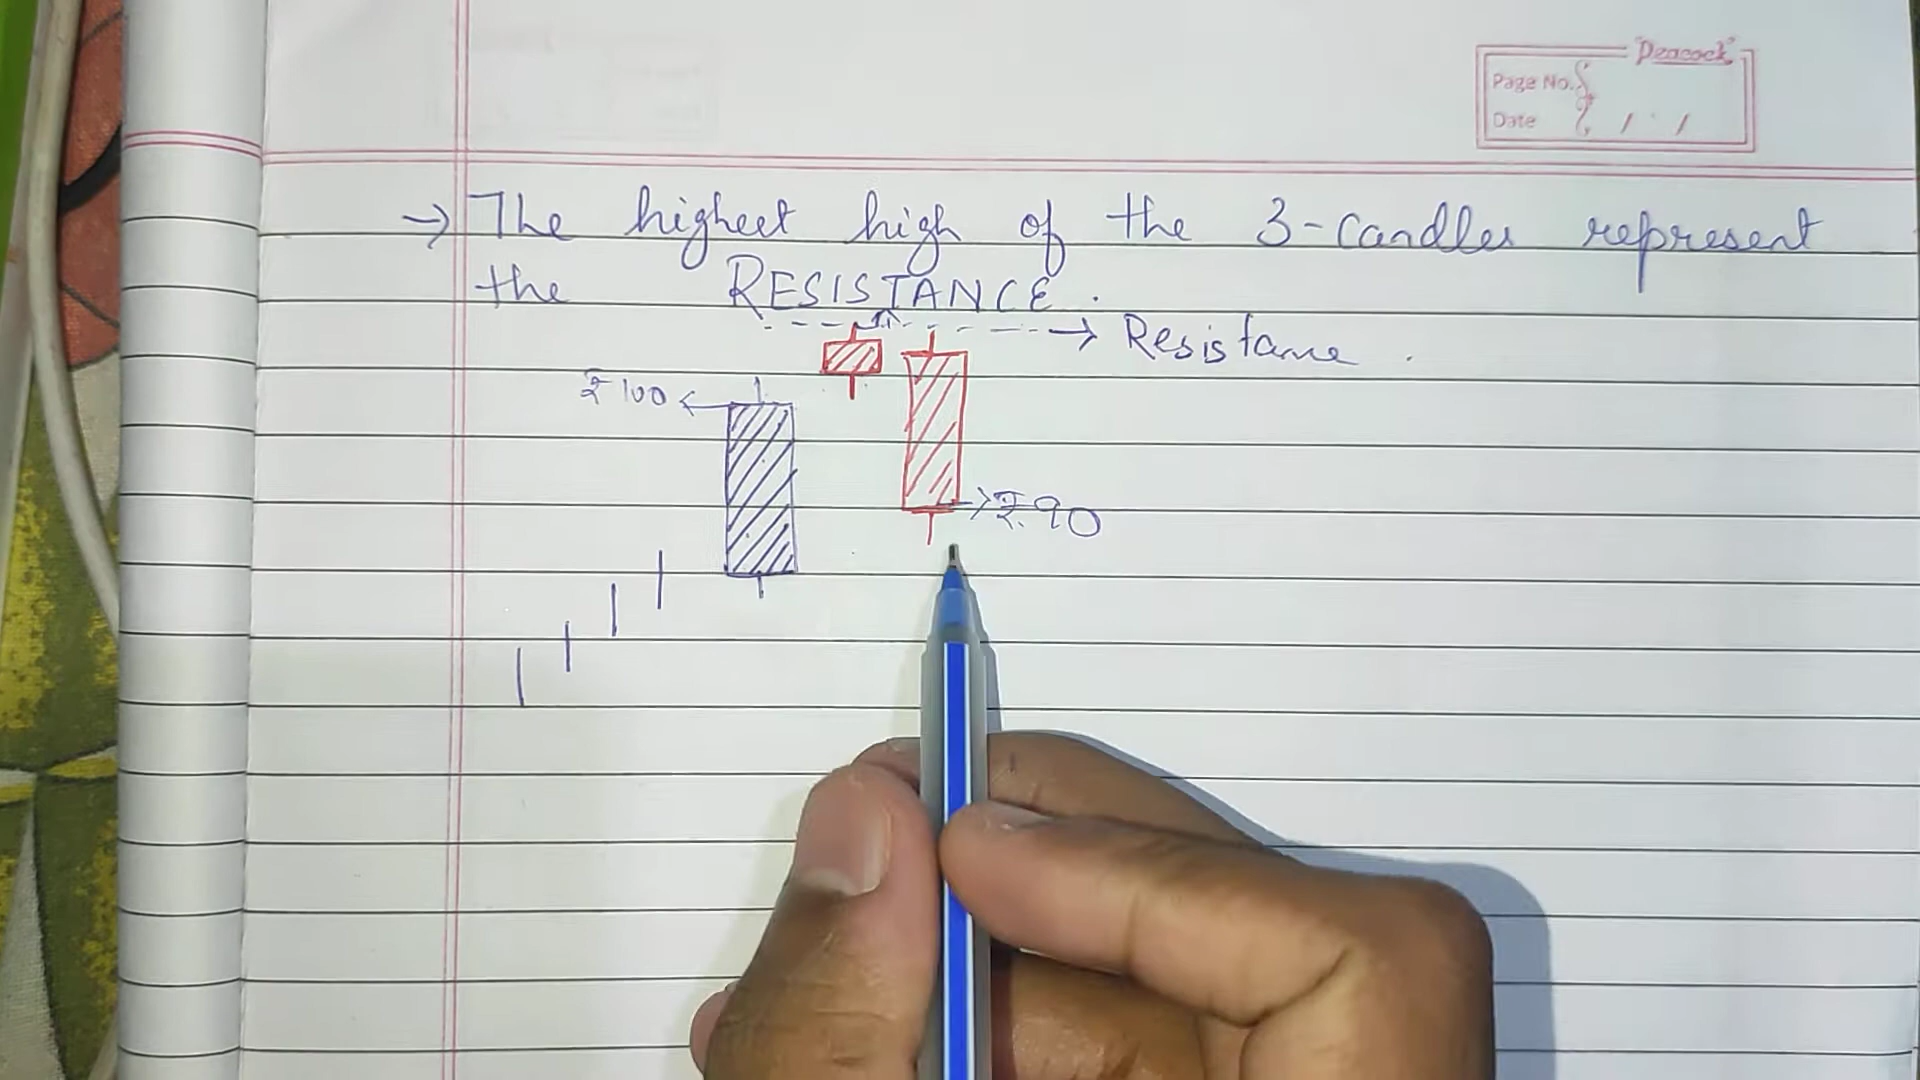 "Peacock"
Page No.
Date / /
→ The highest high of the 3-candles represent
the RESISTANCE.
→ Resistance.
₹100
→ ₹.90